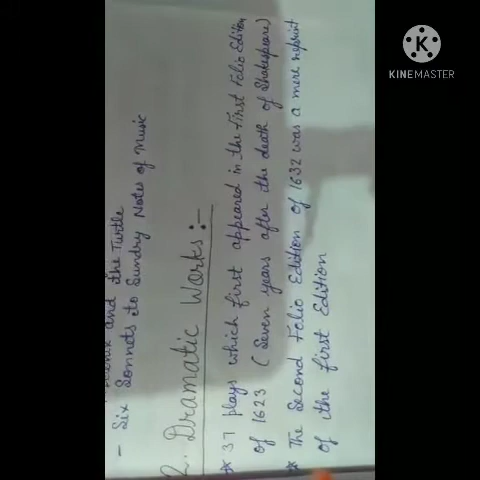 and the Turtle
- Six Sonnets to Sundry Notes of Music
2. Dramatic Works:-
* 37 plays which first appeared in the First Folio Edition
of 1623 (Seven years after the death of Shakespeare)
* The Second Folio Edition of 1632 was a mere reprint
of the first Edition
KINEMASTER